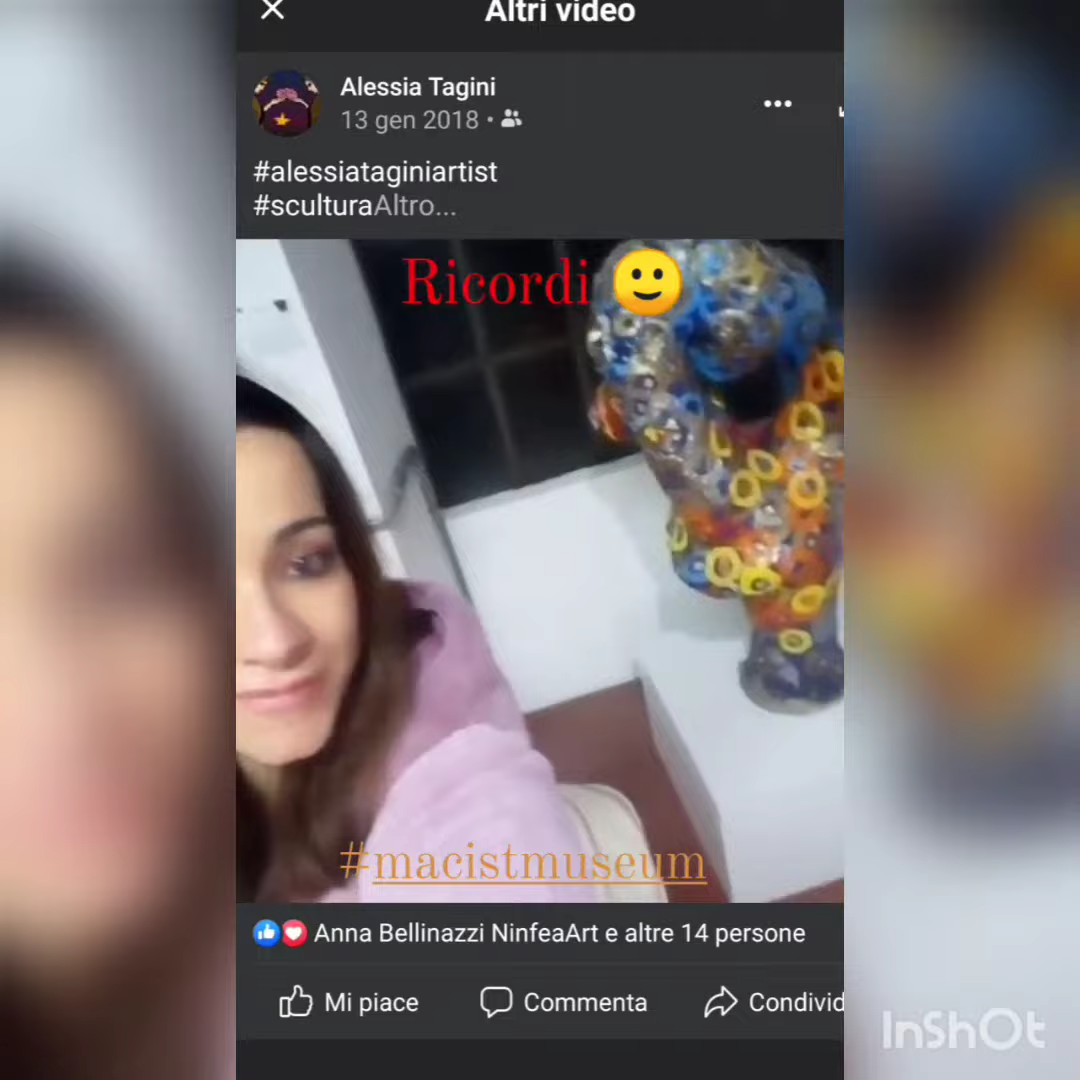 Altri video
Alessia Tagini
13 gen 2018 •
#alessiataginiartist
#sculturaAltro...
Ricordi 🙂
#macistmuseum
Anna Bellinazzi NinfeaArt e altre 14 persone
Mi piace
Commenta
Condivid
InShOt